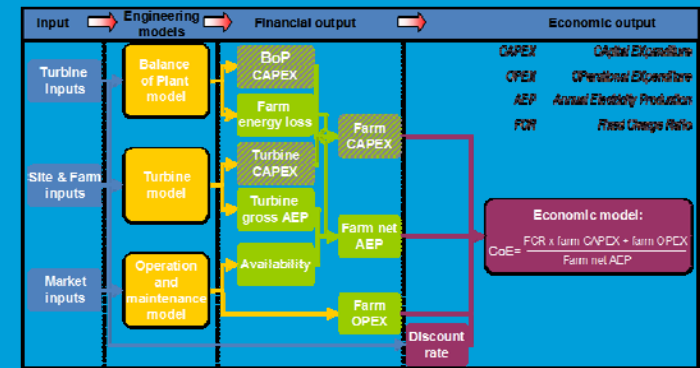 Input
Engineering
models
Financial output
Economic output
Turbine
Inputs
Site & Farm
inputs
Market
inputs
Balance
of Plant
model
Turbine
model
Operation
and
maintenance
model
BoP
CAPEX
Farm
energy loss
Turbine
CAPEX
Turbine
gross AEP
Availability
Farm
CAPEX
Farm net
AEP
Farm
OPEX
Discount
rate
CAPEX CApital EXpenditure
OPEX OPerational EXpenditure
AEP Annual Electricity Production
FCR Fixed Charge Ratio
Economic model:
CoE= FCR x farm CAPEX + farm OPEX
Farm net AEP